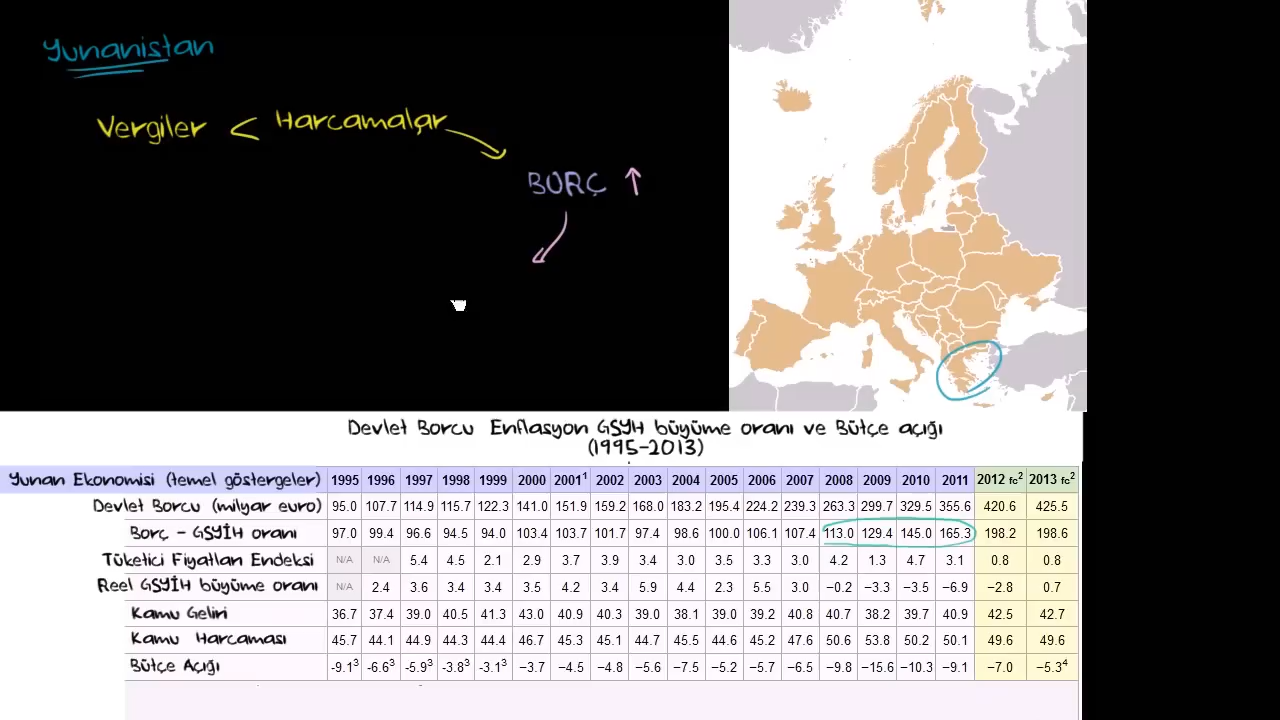 Yunanistan
Vergiler < Harcamalar
BORÇ ↑
Devlet Borcu Enflasyon GSYH büyüme oranı ve Bütçe açığı
(1995-2013)
Yunan Ekonomisi (temel göstergeler) 1995 1996 1997 1998 1999 2000 2001¹ 2002 2003 2004 2005 2006 2007 2008 2009 2010 2011 2012 fc² 2013 fc²
Devlet Borcu (milyar euro) 95.0 107.7 114.9 115.7 122.3 141.0 151.9 159.2 168.0 183.2 195.4 224.2 239.3 263.3 299.7 329.5 355.6 420.6 425.5
Borç - GSYİH oranı 97.0 99.4 96.6 94.5 94.0 103.4 103.7 101.7 97.4 98.6 100.0 106.1 107.4 113.0 129.4 145.0 165.3 198.2 198.6
Tüketici Fiyatları Endeksi N/A N/A 5.4 4.5 2.1 2.9 3.7 3.9 3.4 3.0 3.5 3.3 3.0 4.2 1.3 4.7 3.1 0.8 0.8
Reel GSYİH büyüme oranı N/A 2.4 3.6 3.4 3.4 3.5 4.2 3.4 5.9 4.4 2.3 5.5 3.0 −0.2 −3.3 −3.5 −6.9 −2.8 0.7
Kamu Geliri 36.7 37.4 39.0 40.5 41.3 43.0 40.9 40.3 39.0 38.1 39.0 39.2 40.8 40.7 38.2 39.7 40.9 42.5 42.7
Kamu Harcaması 45.7 44.1 44.9 44.3 44.4 46.7 45.3 45.1 44.7 45.5 44.6 45.2 47.6 50.6 53.8 50.2 50.1 49.6 49.6
Bütçe Açığı -9.1³ -6.6³ -5.9³ -3.8³ -3.1³ −3.7 −4.5 −4.8 −5.6 −7.5 −5.2 −5.7 −6.5 −9.8 −15.6 −10.3 −9.1 −7.0 −5.3⁴